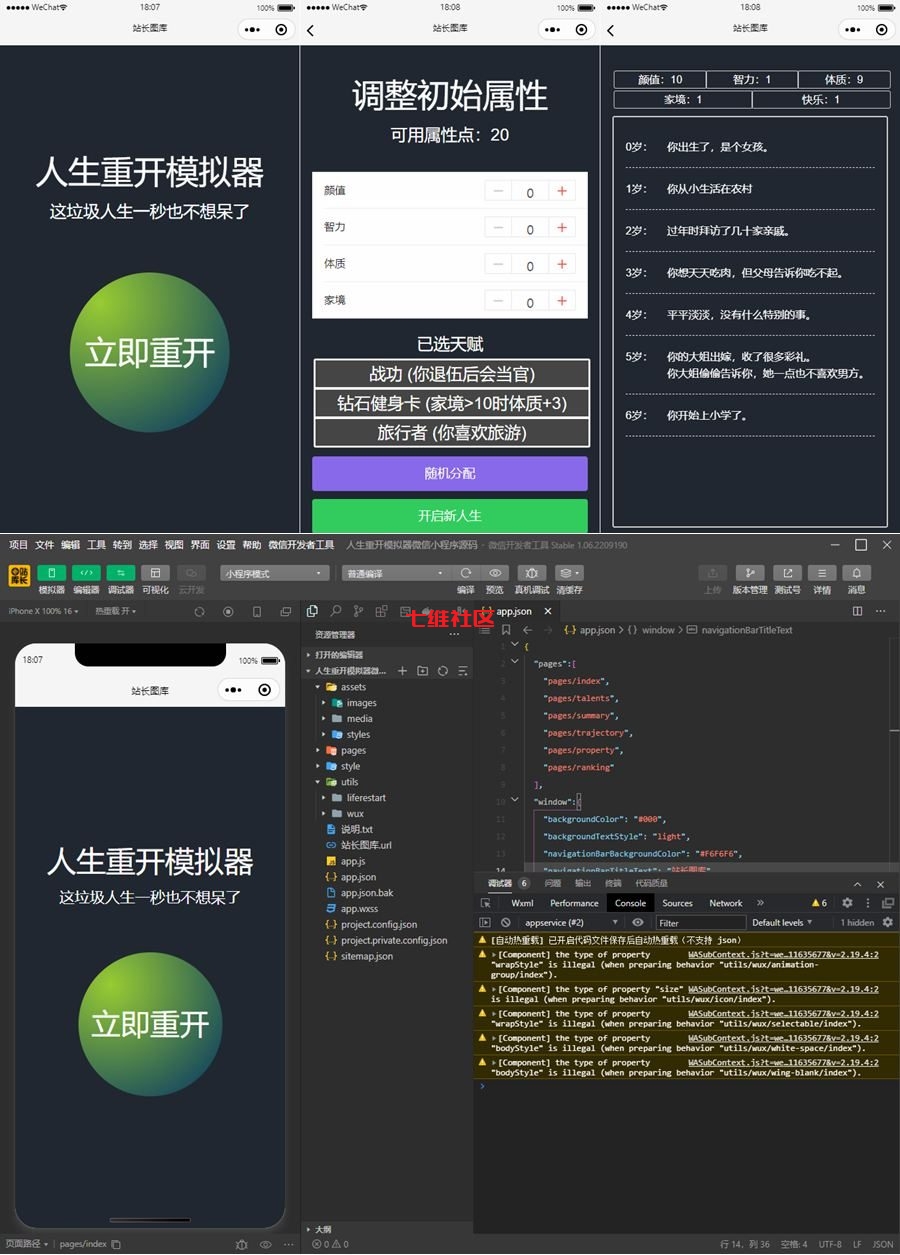 ●●●●● WeChat 18:07 100%
站长图库
人生重开模拟器
这垃圾人生一秒也不想呆了
立即重开
●●●●● WeChat 18:08 100%
站长图库
调整初始属性
可用属性点：20
颜值 － 0 ＋
智力 － 0 ＋
体质 － 0 ＋
家境 － 0 ＋
已选天赋
战功 (你退伍后会当官)
钻石健身卡 (家境>10时体质+3)
旅行者 (你喜欢旅游)
随机分配
开启新人生
●●●●● WeChat 18:08 100%
站长图库
颜值：10 智力：1 体质：9
家境：1 快乐：1
0岁： 你出生了，是个女孩。
1岁： 你从小生活在农村
2岁： 过年时拜访了几十家亲戚。
3岁： 你想天天吃肉，但父母告诉你吃不起。
4岁： 平平淡淡，没有什么特别的事。
5岁： 你的大姐出嫁，收了很多彩礼。
你大姐偷偷告诉你，她一点也不喜欢男方。
6岁： 你开始上小学了。
项目 文件 编辑 工具 转到 选择 视图 界面 设置 帮助 微信开发者工具 人生重开模拟器微信小程序源码 - 微信开发者工具 Stable 1.06.2209190
模拟器 编辑器 调试器 可视化 云开发 小程序模式 普通编译 编译 预览 真机调试 清缓存 上传 版本管理 测试号 详情 消息
iPhone X 100% 16 热重载 开
18:07 100%
站长图库
人生重开模拟器
这垃圾人生一秒也不想呆了
立即重开
页面路径 pages/index
七维社区
资源管理器
打开的编辑器
人生重开模拟器微...
assets
images
media
styles
pages
style
utils
liferestart
wux
说明.txt
站长图库.url
app.js
app.json
app.json.bak
app.wxss
project.config.json
project.private.config.json
sitemap.json
大纲
0 0
app.json
app.json window navigationBarTitleText
1 {
2 "pages":[
3 "pages/index",
4 "pages/talents",
5 "pages/summary",
6 "pages/trajectory",
7 "pages/property",
8 "pages/ranking"
9 ],
10 "window":{
11 "backgroundColor": "#000",
12 "backgroundTextStyle": "light",
13 "navigationBarBackgroundColor": "#F6F6F6",
14 "navigationBarTitleText": "站长图库"
调试器 6 问题 输出 终端 代码质量
Wxml Performance Console Sources Network » 6
appservice (#2) Filter Default levels 1 hidden
[自动热重载] 已开启代码文件保存后自动热重载（不支持 json）
[Component] the type of property WASubContext.js?t=we…11635677&v=2.19.4:2
"wrapStyle" is illegal (when preparing behavior "utils/wux/animation-
group/index").
[Component] the type of property "size" WASubContext.js?t=we…11635677&v=2.19.4:2
is illegal (when preparing behavior "utils/wux/icon/index").
[Component] the type of property WASubContext.js?t=we…11635677&v=2.19.4:2
"wrapStyle" is illegal (when preparing behavior "utils/wux/selectable/index").
[Component] the type of property WASubContext.js?t=we…11635677&v=2.19.4:2
"bodyStyle" is illegal (when preparing behavior "utils/wux/white-space/index").
[Component] the type of property WASubContext.js?t=we…11635677&v=2.19.4:2
"bodyStyle" is illegal (when preparing behavior "utils/wux/wing-blank/index").
行 14，列 36 空格: 4 UTF-8 LF JSON